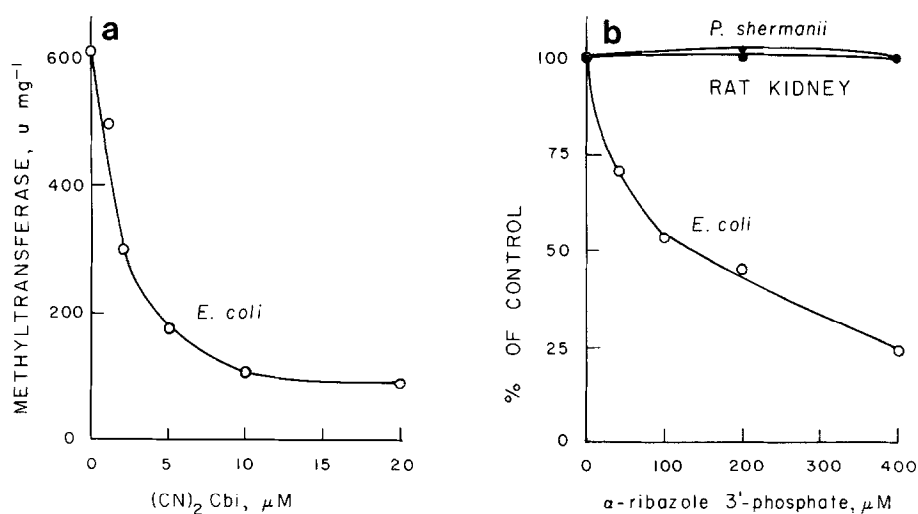 a
METHYLTRANSFERASE, u mg⁻¹
600
400
200
0
E. coli
0 5 10 15 20
(CN)₂ Cbi, μM
b
% OF CONTROL
100
75
50
25
0
P. shermanii
RAT KIDNEY
E. coli
0 100 200 300 400
α-ribazole 3'-phosphate, μM